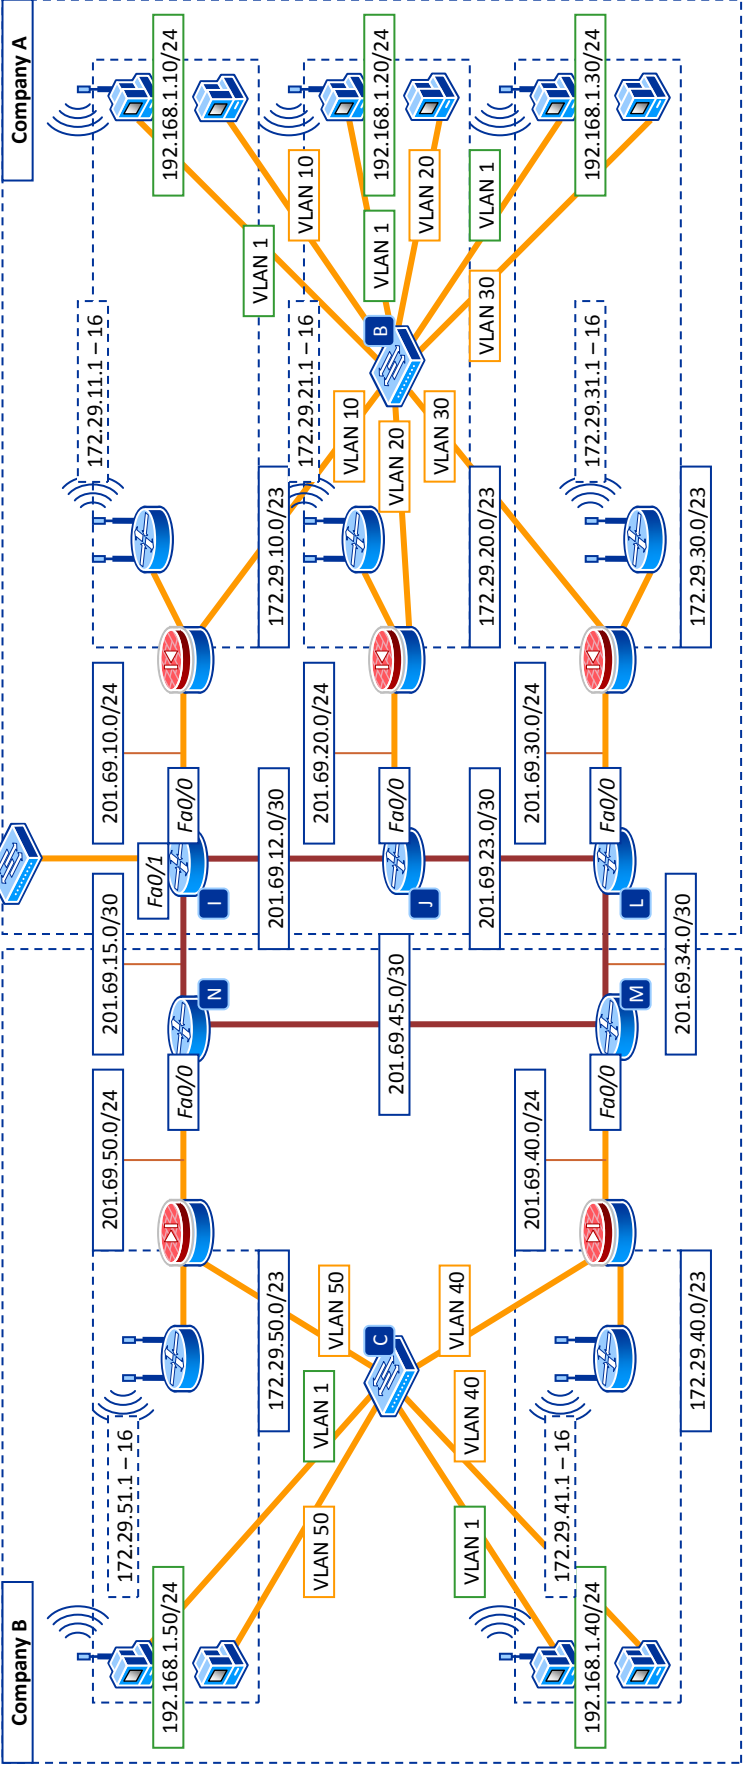 Company A
192.168.1.10/24
192.168.1.20/24
192.168.1.30/24
VLAN 10
VLAN 20
VLAN 1
VLAN 1
VLAN 1
VLAN 30
B
172.29.11.1 – 16
172.29.21.1 – 16
172.29.31.1 – 16
VLAN 10
VLAN 20
VLAN 30
172.29.10.0/23
172.29.20.0/23
172.29.30.0/23
201.69.10.0/24
201.69.20.0/24
201.69.30.0/24
Fa0/0
Fa0/0
Fa0/0
Fa0/1
I
J
L
201.69.12.0/30
201.69.23.0/30
201.69.15.0/30
201.69.45.0/30
201.69.34.0/30
N
M
Fa0/0
Fa0/0
201.69.50.0/24
201.69.40.0/24
172.29.50.0/23
172.29.40.0/23
VLAN 50
VLAN 40
C
VLAN 1
VLAN 40
172.29.51.1 – 16
172.29.41.1 – 16
VLAN 50
VLAN 1
192.168.1.50/24
192.168.1.40/24
Company B